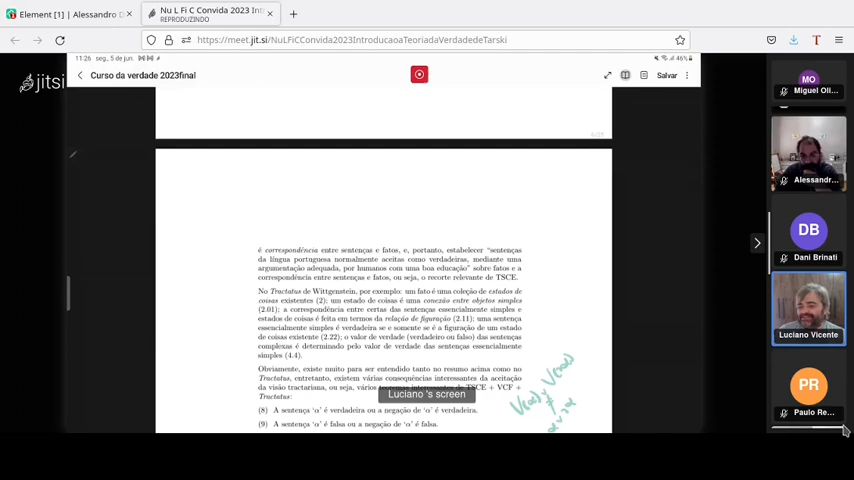 Element [1] | Alessandro D
Nu L Fi C Convida 2023 Intr
REPRODUZINDO
https://meet.jit.si/NuLFiCConvida2023IntroducaoaTeoriadaVerdadedeTarski
11:26 seg., 5 de jun.
46%
jitsi
Curso da verdade 2023final
Salvar
é correspondência entre sentenças e fatos, e, portanto, estabelecer “sentenças
da língua portuguesa normalmente aceitas como verdadeiras, mediante uma
argumentação adequada, por humanos com uma boa educação” sobre fatos e a
correspondência entre sentenças e fatos, ou seja, o recorte relevante de TSCE.
No Tractatus de Wittgenstein, por exemplo: um fato é uma coleção de estados de
coisas existentes (2); um estado de coisas é uma conexão entre objetos simples
(2.01); a correspondência entre certas das sentenças essencialmente simples e
estados de coisas é feita em termos da relação de figuração (2.11); uma sentença
essencialmente simples é verdadeira se e somente se é a figuração de um estado
de coisas existente (2.22); o valor de verdade (verdadeiro ou falso) das sentenças
complexas é determinado pelo valor de verdade das sentenças essencialmente
simples (4.4).
Obviamente, existe muito para ser entendido tanto no resumo acima como no
Tractatus, entretanto, existem várias consequências interessantes da aceitação
da visão tractariana, ou seja, vários teoremas interessantes de TSCE + VCF +
Tractatus:
Luciano 's screen
(8) A sentença ‘α’ é verdadeira ou a negação de ‘α’ é verdadeira.
(9) A sentença ‘α’ é falsa ou a negação de ‘α’ é falsa.
MO
Miguel Oli...
Alessandr...
DB
Dani Brinati
Luciano Vicente
PR
Paulo Re...